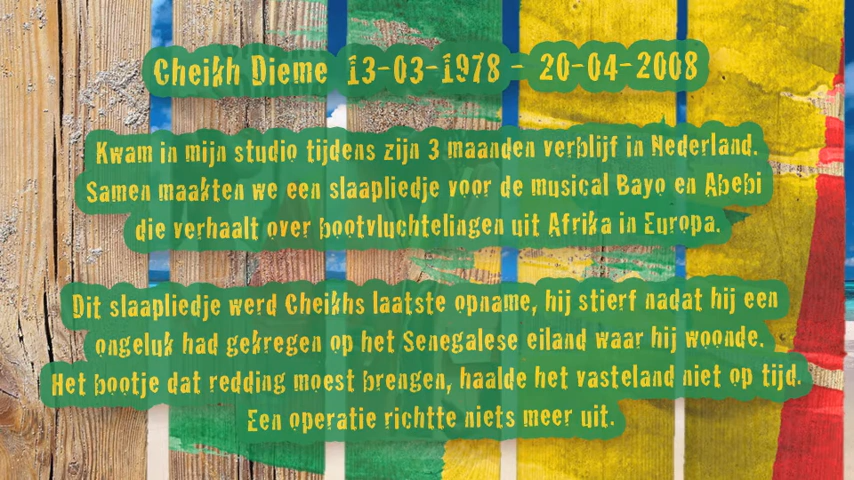 Cheikh Dieme 13-03-1978 - 20-04-2008
Kwam in mijn studio tijdens zijn 3 maanden verblijf in Nederland.
Samen maakten we een slaapliedje voor de musical Bayo en Abebi
die verhaalt over bootvluchtelingen uit Afrika in Europa.
Dit slaapliedje werd Cheikhs laatste opname, hij stierf nadat hij een
ongeluk had gekregen op het Senegalese eiland waar hij woonde.
Het bootje dat redding moest brengen, haalde het vasteland niet op tijd.
Een operatie richtte niets meer uit.